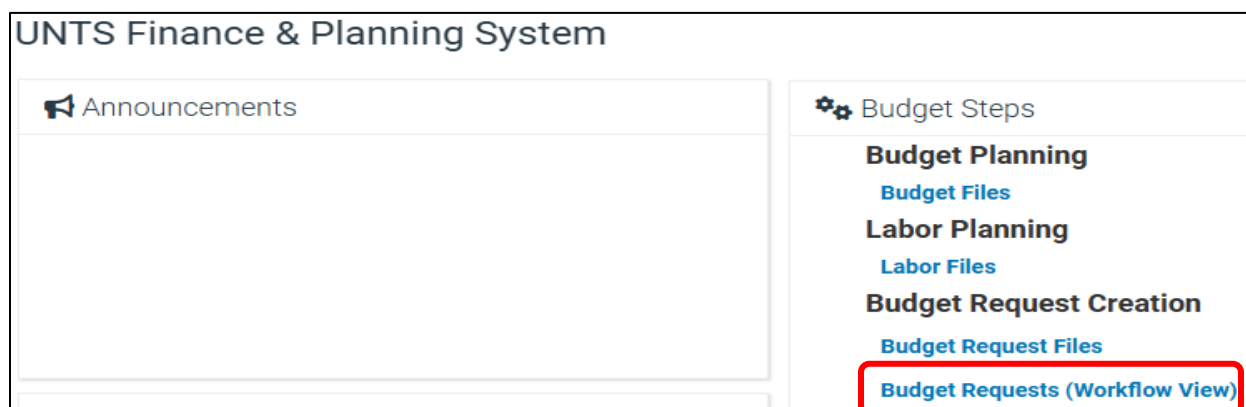 UNTS Finance & Planning System
Announcements
Budget Steps
Budget Planning
Budget Files
Labor Planning
Labor Files
Budget Request Creation
Budget Request Files
Budget Requests (Workflow View)